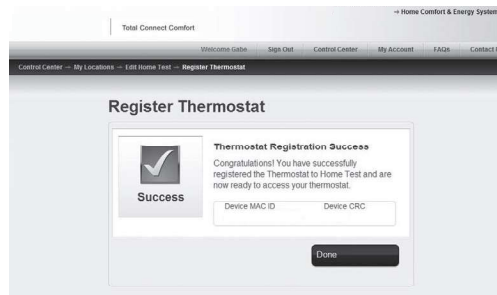 → Home Comfort & Energy System
Total Connect Comfort
Welcome Gabe Sign Out Control Center My Account FAQs Contact
Control Center → My Locations → Edit Home Test → Register Thermostat
Register Thermostat
Thermostat Registration Success
Congratulations! You have successfully
registered the Thermostat to Home Test and are
now ready to access your thermostat.
Success
Device MAC ID Device CRC
Done